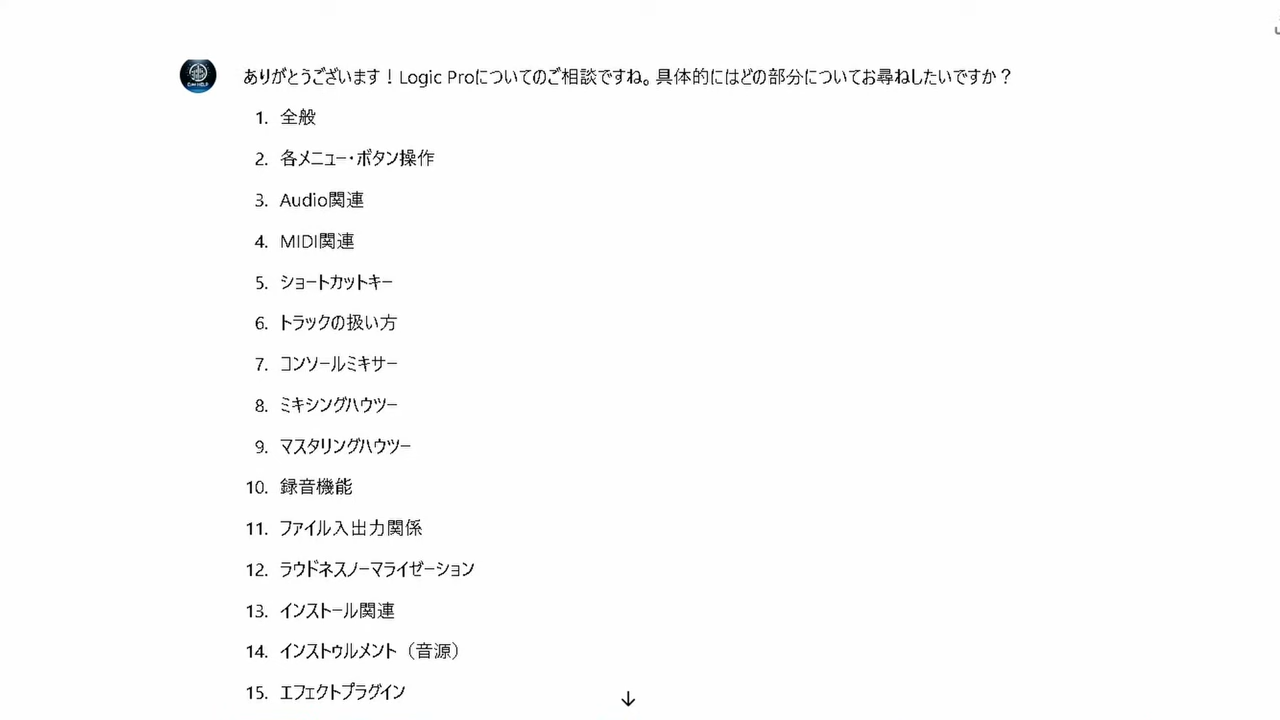 ありがとうございます！Logic Proについてのご相談ですね。具体的にはどの部分についてお尋ねしたいですか？
1. 全般
2. 各メニュー・ボタン操作
3. Audio関連
4. MIDI関連
5. ショートカットキー
6. トラックの扱い方
7. コンソールミキサー
8. ミキシングハウツー
9. マスタリングハウツー
10. 録音機能
11. ファイル入出力関係
12. ラウドネスノーマライゼーション
13. インストール関連
14. インストゥルメント（音源）
15. エフェクトプラグイン